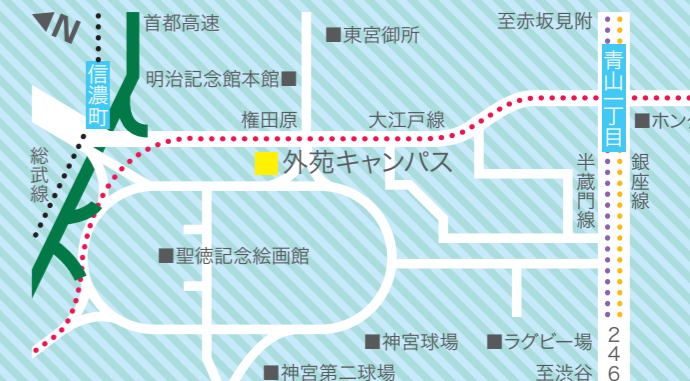 N
首都高速
■東宮御所
至赤坂見附
信濃町
明治記念館本館■
青山一丁目
権田原
大江戸線
■ホン
外苑キャンパス
総武線
半蔵門線
銀座線
■聖徳記念絵画館
■神宮球場
■ラグビー場
246
■神宮第二球場
至渋谷